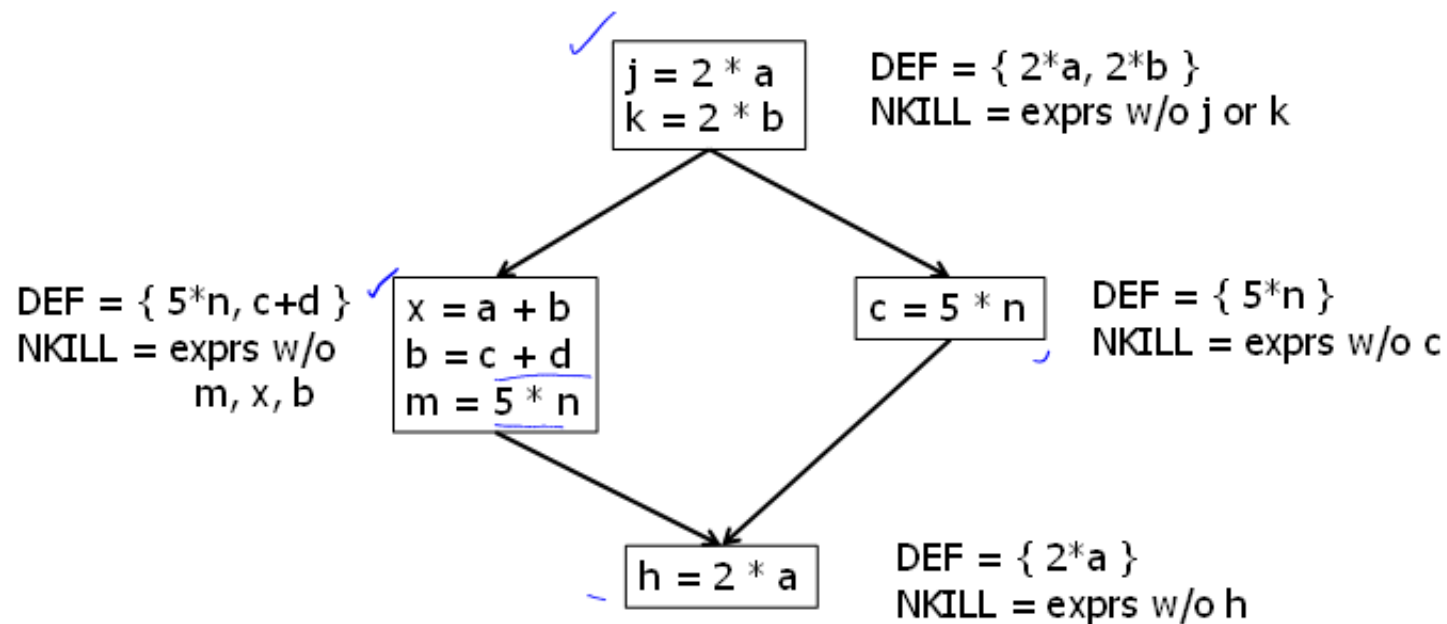 j = 2 * a
k = 2 * b
DEF = { 2*a, 2*b }
NKILL = exprs w/o j or k
DEF = { 5*n, c+d }
NKILL = exprs w/o
m, x, b
x = a + b
b = c + d
m = 5 * n
c = 5 * n
DEF = { 5*n }
NKILL = exprs w/o c
h = 2 * a
DEF = { 2*a }
NKILL = exprs w/o h